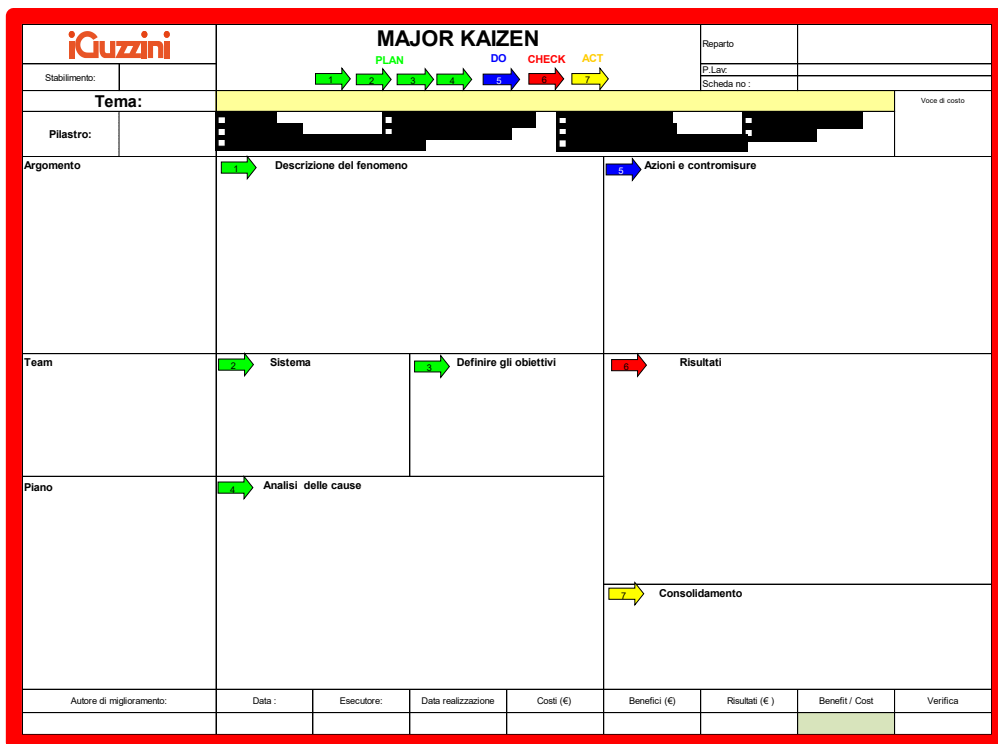 iGuzzini
MAJOR KAIZEN
Reparto
PLAN DO CHECK ACT
Stabilimento:
1 2 3 4 5 6 7
P.Lav:
Scheda no :
Tema:
Voce di costo
Pilastro:
Argomento
1 Descrizione del fenomeno
5 Azioni e contromisure
Team
2 Sistema
3 Definire gli obiettivi
6 Risultati
Piano
4 Analisi delle cause
7 Consolidamento
Autore di miglioramento: Data : Esecutore: Data realizzazione Costi (€) Benefici (€) Risultati (€ ) Benefit / Cost Verifica